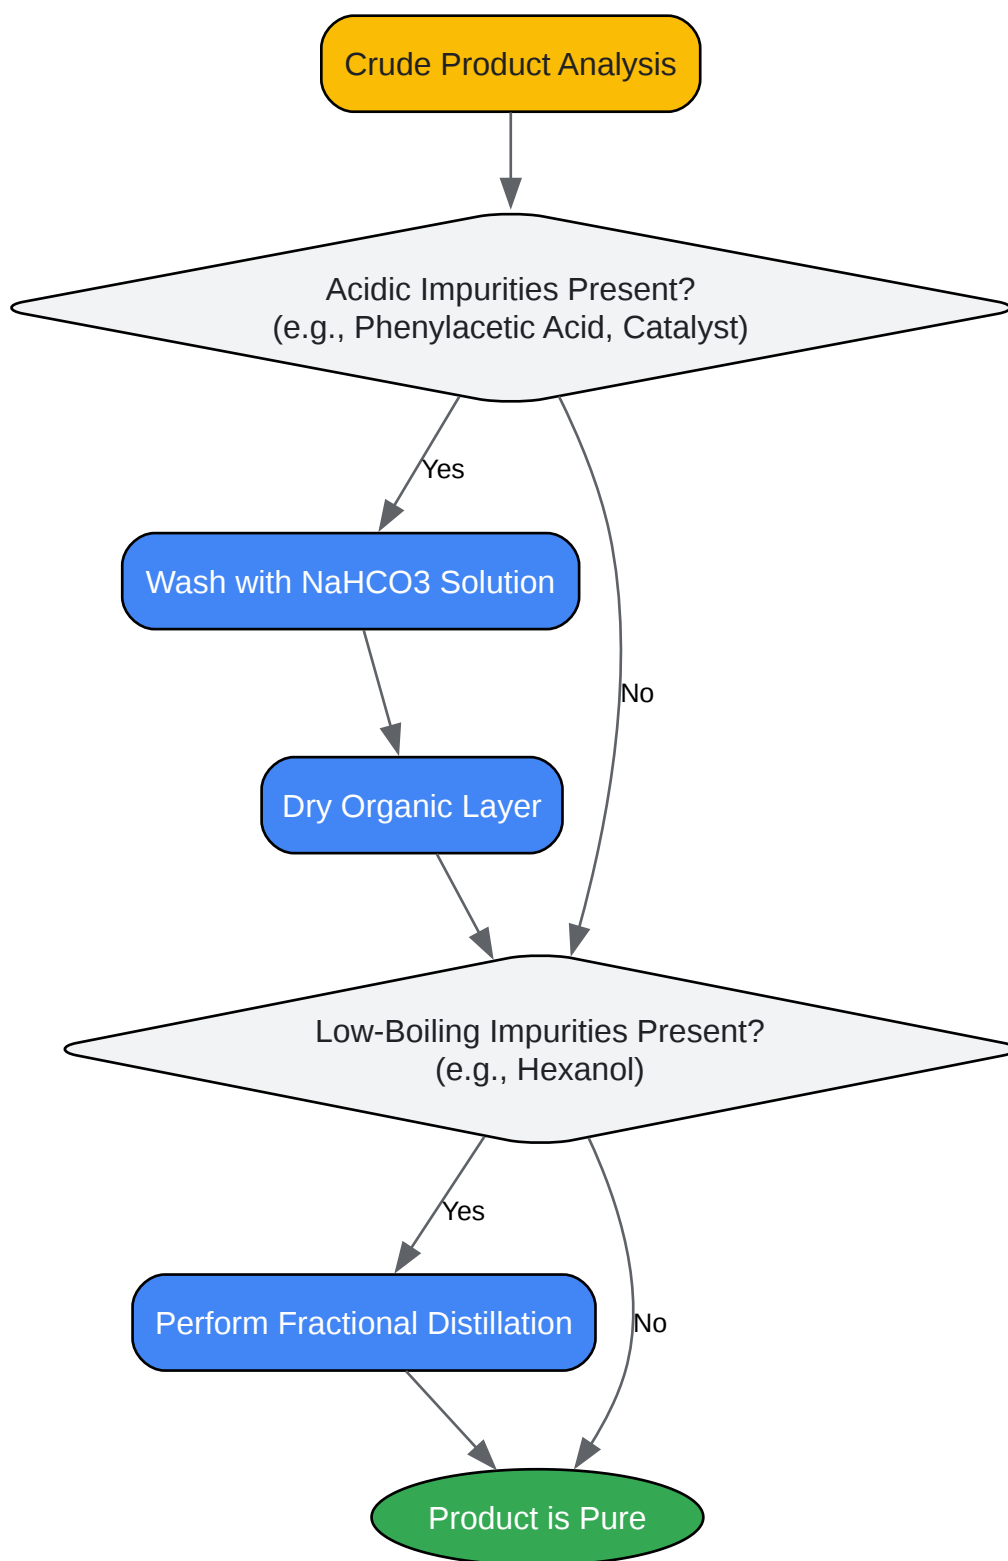 Crude Product Analysis
Acidic Impurities Present?
(e.g., Phenylacetic Acid, Catalyst)
Yes
Wash with NaHCO3 Solution
No
Dry Organic Layer
Low-Boiling Impurities Present?
(e.g., Hexanol)
Yes
Perform Fractional Distillation
No
Product is Pure